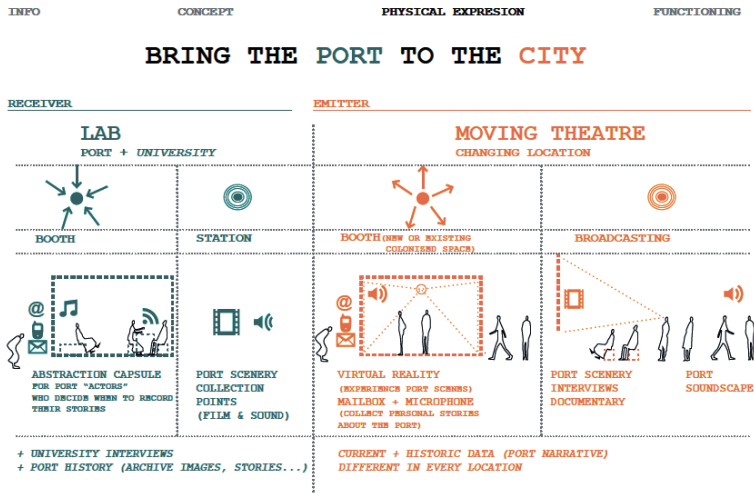 INFO
CONCEPT
PHYSICAL EXPRESION
FUNCTIONING
BRING THE PORT TO THE CITY
RECEIVER
EMITTER
LAB
PORT + UNIVERSITY
MOVING THEATRE
CHANGING LOCATION
BOOTH
STATION
BOOTH (NEW OR EXISTING
COLONIZED SPACE)
BROADCASTING
@
@
ABSTRACTION CAPSULE
FOR PORT "ACTORS"
WHO DECIDE WHEN TO RECORD
THEIR STORIES
PORT SCENERY
COLLECTION
POINTS
(FILM & SOUND)
VIRTUAL REALITY
(EXPERIENCE PORT SCENES)
MAILBOX + MICROPHONE
(COLLECT PERSONAL STORIES
ABOUT THE PORT)
PORT SCENERY
INTERVIEWS
DOCUMENTARY
PORT
SOUNDSCAPE
+ UNIVERSITY INTERVIEWS
+ PORT HISTORY (ARCHIVE IMAGES, STORIES...)
CURRENT + HISTORIC DATA (PORT NARRATIVE)
DIFFERENT IN EVERY LOCATION